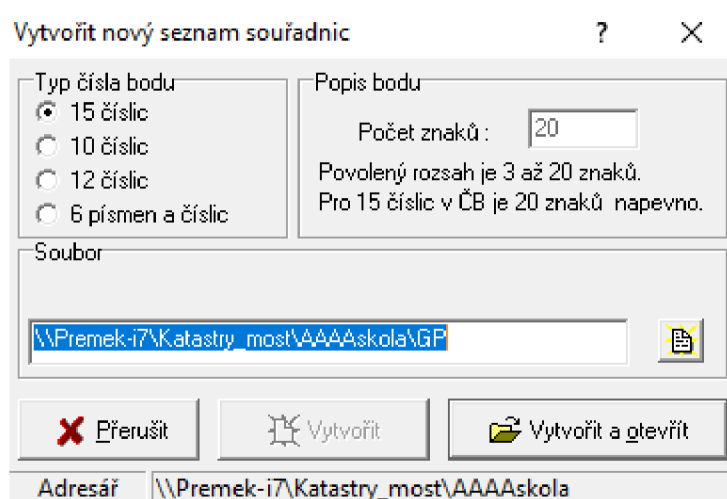 Vytvořit nový seznam souřadnic ?
Typ čísla bodu
15 číslic
10 číslic
12 číslic
6 písmen a číslic
Popis bodu
Počet znaků : 20
Povolený rozsah je 3 až 20 znaků.
Pro 15 číslic v ČB je 20 znaků napevno.
Soubor
\\Premek-i7\Katastry_most\AAAAskola\GP
Přerušit
Vytvořit
Vytvořit a otevřít
Adresář \\Premek-i7\Katastry_most\AAAAskola